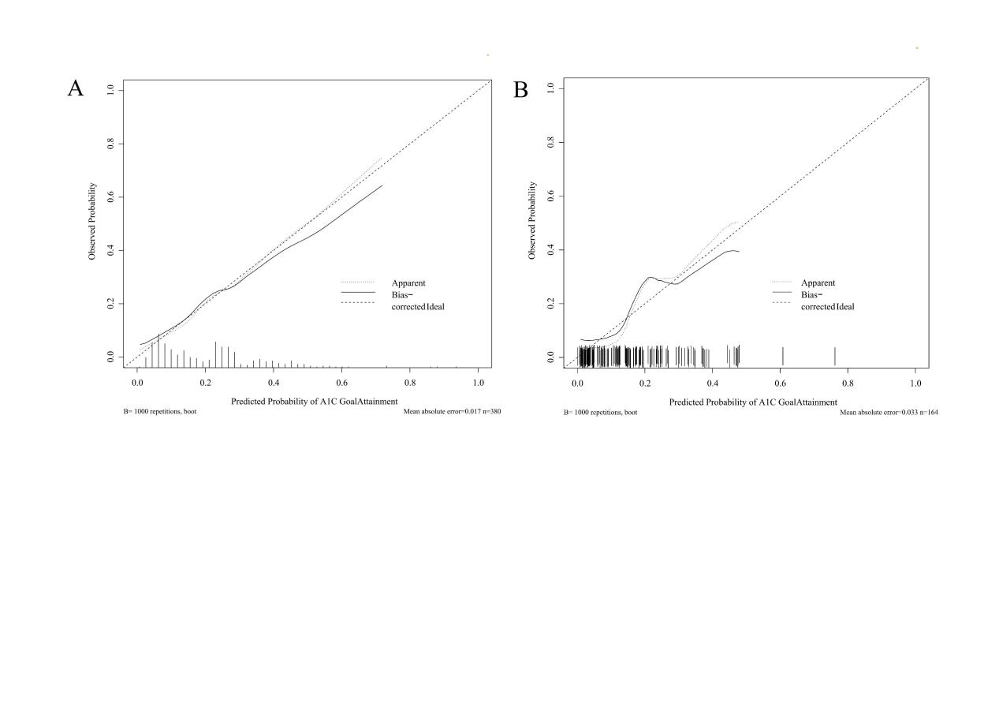 A
1.0
0.8
0.6
0.4
0.2
0.0
Observed Probability
Apparent
Bias-
correctedIdeal
0.0 0.2 0.4 0.6 0.8 1.0
Predicted Probability of A1C GoalAttainment
B= 1000 repetitions, boot
Mean absolute error=0.017 n=380
B
1.0
0.8
0.6
0.4
0.2
0.0
Observed Probability
Apparent
Bias-
correctedIdeal
0.0 0.2 0.4 0.6 0.8 1.0
Predicted Probability of A1C GoalAttainment
B= 1000 repetitions, boot
Mean absolute error=0.033 n=164